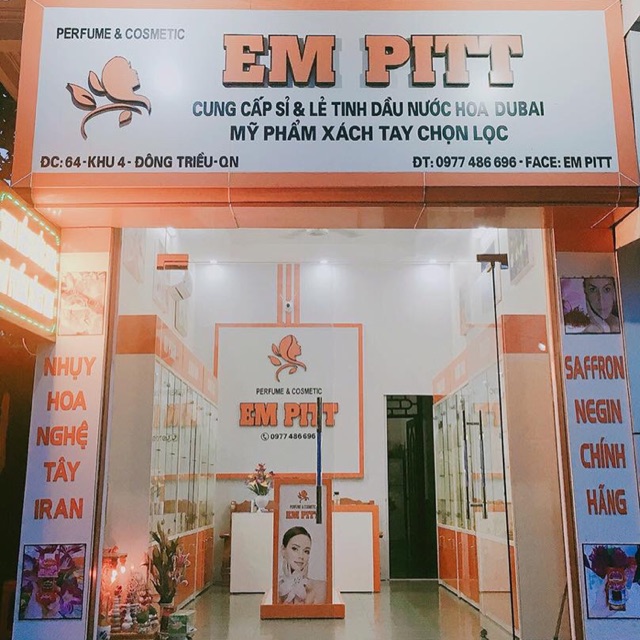 PERFUME & COSMETIC
EM PITT
CUNG CẤP SỈ & LẺ TINH DẦU NƯỚC HOA DUBAI
MỸ PHẨM XÁCH TAY CHỌN LỌC
ĐC: 64 - KHU 4 - ĐÔNG TRIỀU - QN
ĐT: 0977 486 696 - FACE: EM PITT
NHỤY
HOA
NGHỆ
TÂY
IRAN
PERFUME & COSMETIC
EM PITT
0977 486 696
PERFUME & COSMETIC
EM PITT
SAFFRON
NEGIN
CHÍNH
HÃNG